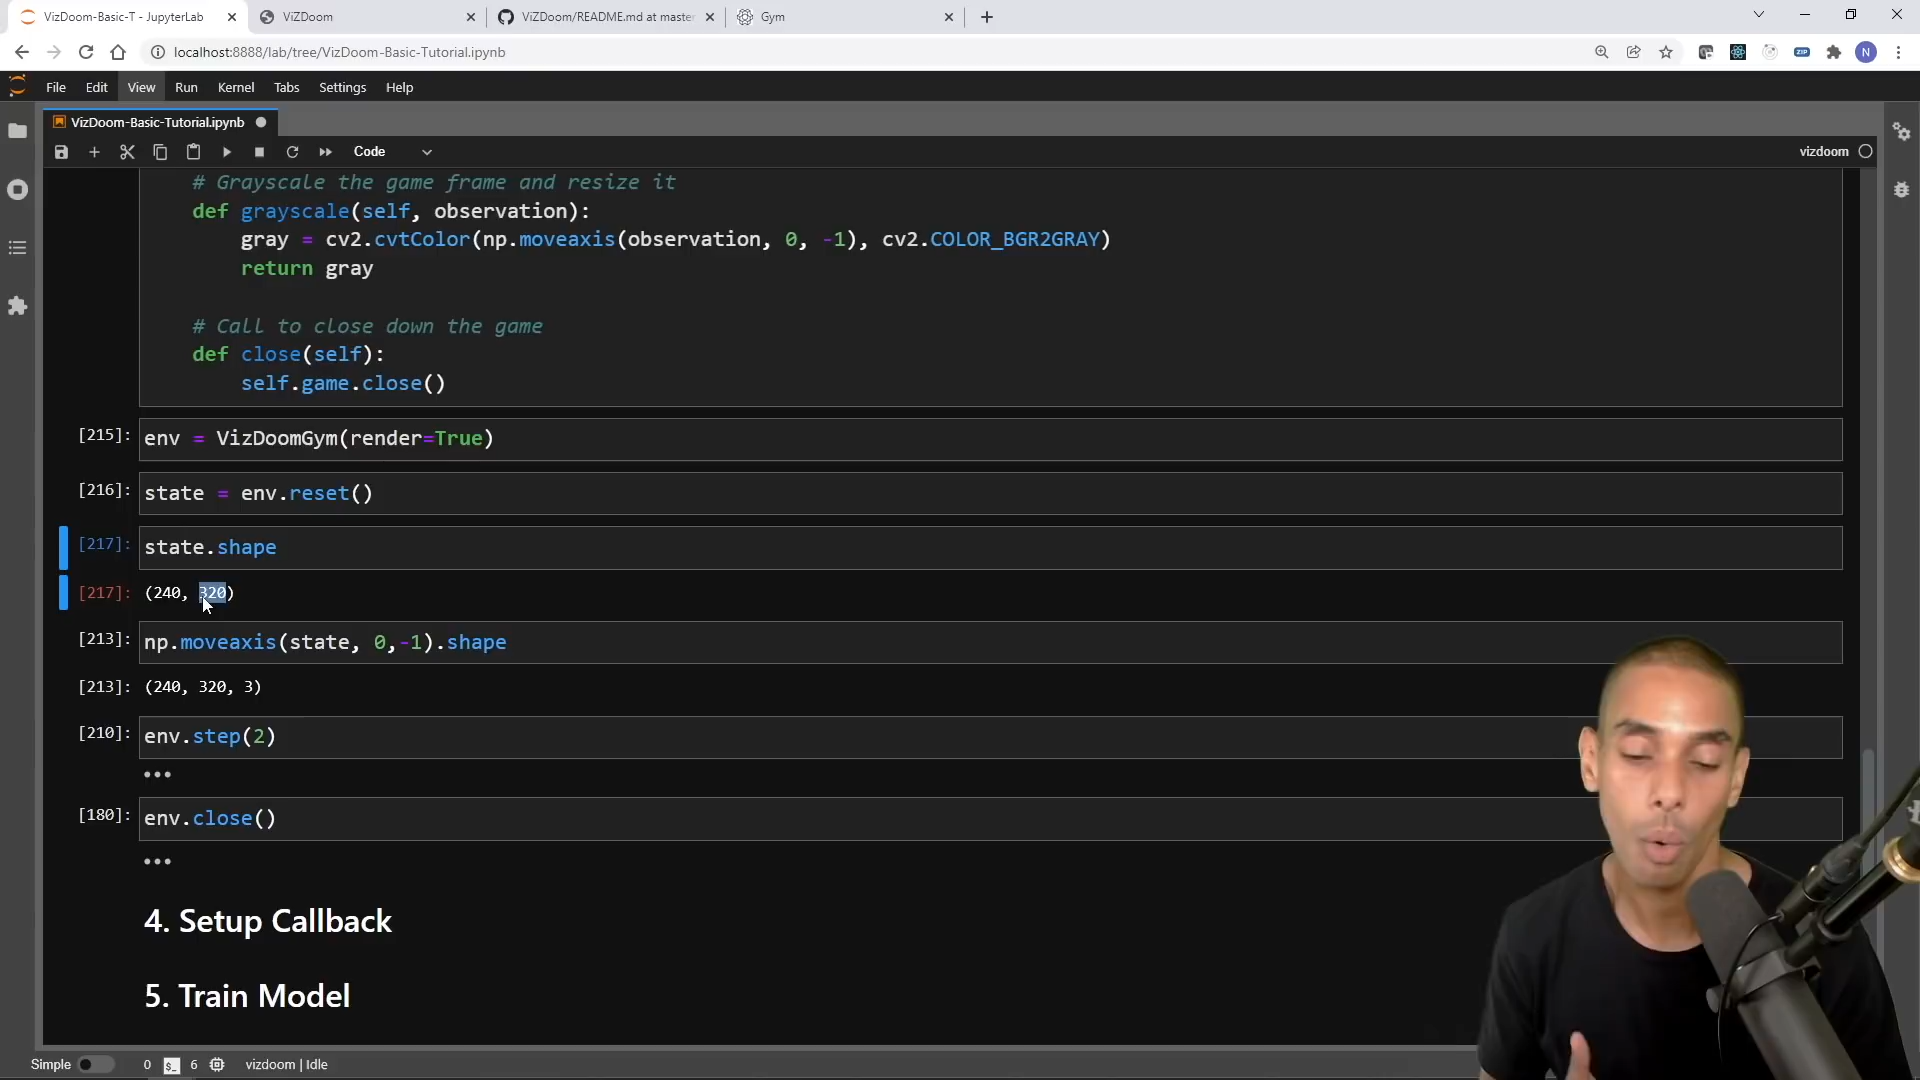 VizDoom-Basic-T - JupyterLab
ViZDoom
ViZDoom/README.md at master
Gym
localhost:8888/lab/tree/VizDoom-Basic-Tutorial.ipynb
ZIP
N
File Edit View Run Kernel Tabs Settings Help
VizDoom-Basic-Tutorial.ipynb
Code
vizdoom
# Grayscale the game frame and resize it
def grayscale(self, observation):
gray = cv2.cvtColor(np.moveaxis(observation, 0, -1), cv2.COLOR_BGR2GRAY)
return gray
# Call to close down the game
def close(self):
self.game.close()
[215]: env = VizDoomGym(render=True)
[216]: state = env.reset()
[217]: state.shape
[217]: (240, 320)
[213]: np.moveaxis(state, 0,-1).shape
[213]: (240, 320, 3)
[210]: env.step(2)
[180]: env.close()
4. Setup Callback
5. Train Model
Simple 0 $_ 6 vizdoom | Idle